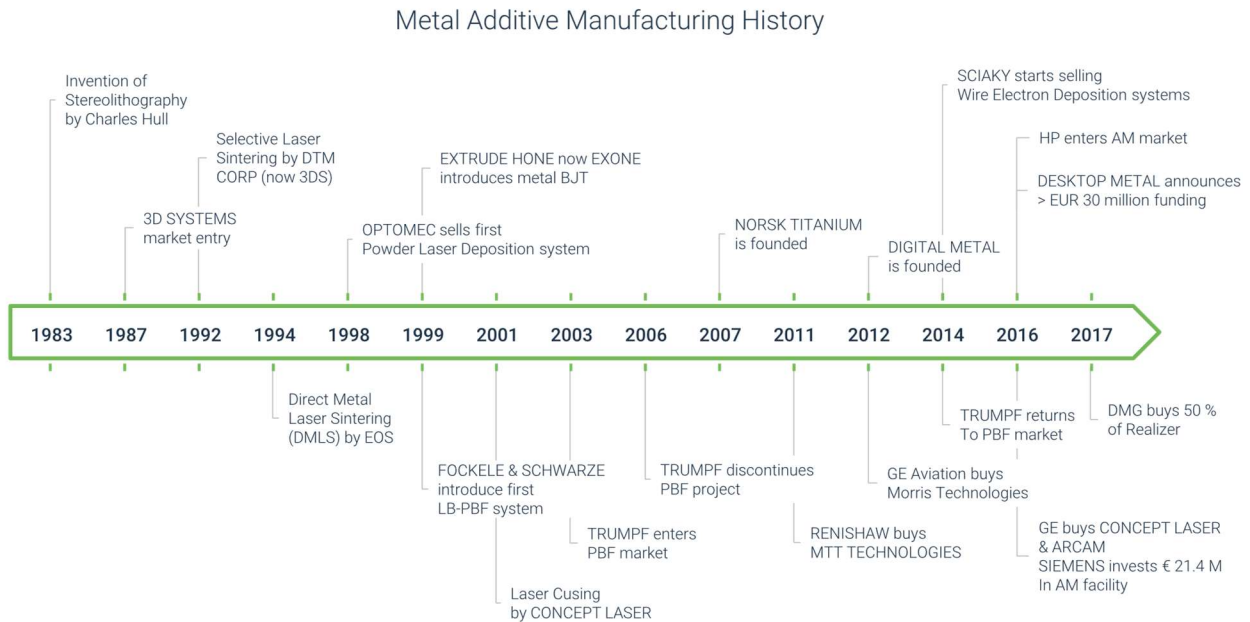 Metal Additive Manufacturing History
Invention of
Stereolithography
by Charles Hull
Selective Laser
Sintering by DTM
CORP (now 3DS)
3D SYSTEMS
market entry
EXTRUDE HONE now EXONE
introduces metal BJT
OPTOMEC sells first
Powder Laser Deposition system
NORSK TITANIUM
is founded
DIGITAL METAL
is founded
SCIAKY starts selling
Wire Electron Deposition systems
HP enters AM market
DESKTOP METAL announces
> EUR 30 million funding
1983 1987 1992 1994 1998 1999 2001 2003 2006 2007 2011 2012 2014 2016 2017
Direct Metal
Laser Sintering
(DMLS) by EOS
FOCKELE & SCHWARZE
introduce first
LB-PBF system
Laser Cusing
by CONCEPT LASER
TRUMPF enters
PBF market
TRUMPF discontinues
PBF project
RENISHAW buys
MTT TECHNOLOGIES
GE Aviation buys
Morris Technologies
TRUMPF returns
To PBF market
GE buys CONCEPT LASER
& ARCAM
SIEMENS invests € 21.4 M
In AM facility
DMG buys 50 %
of Realizer